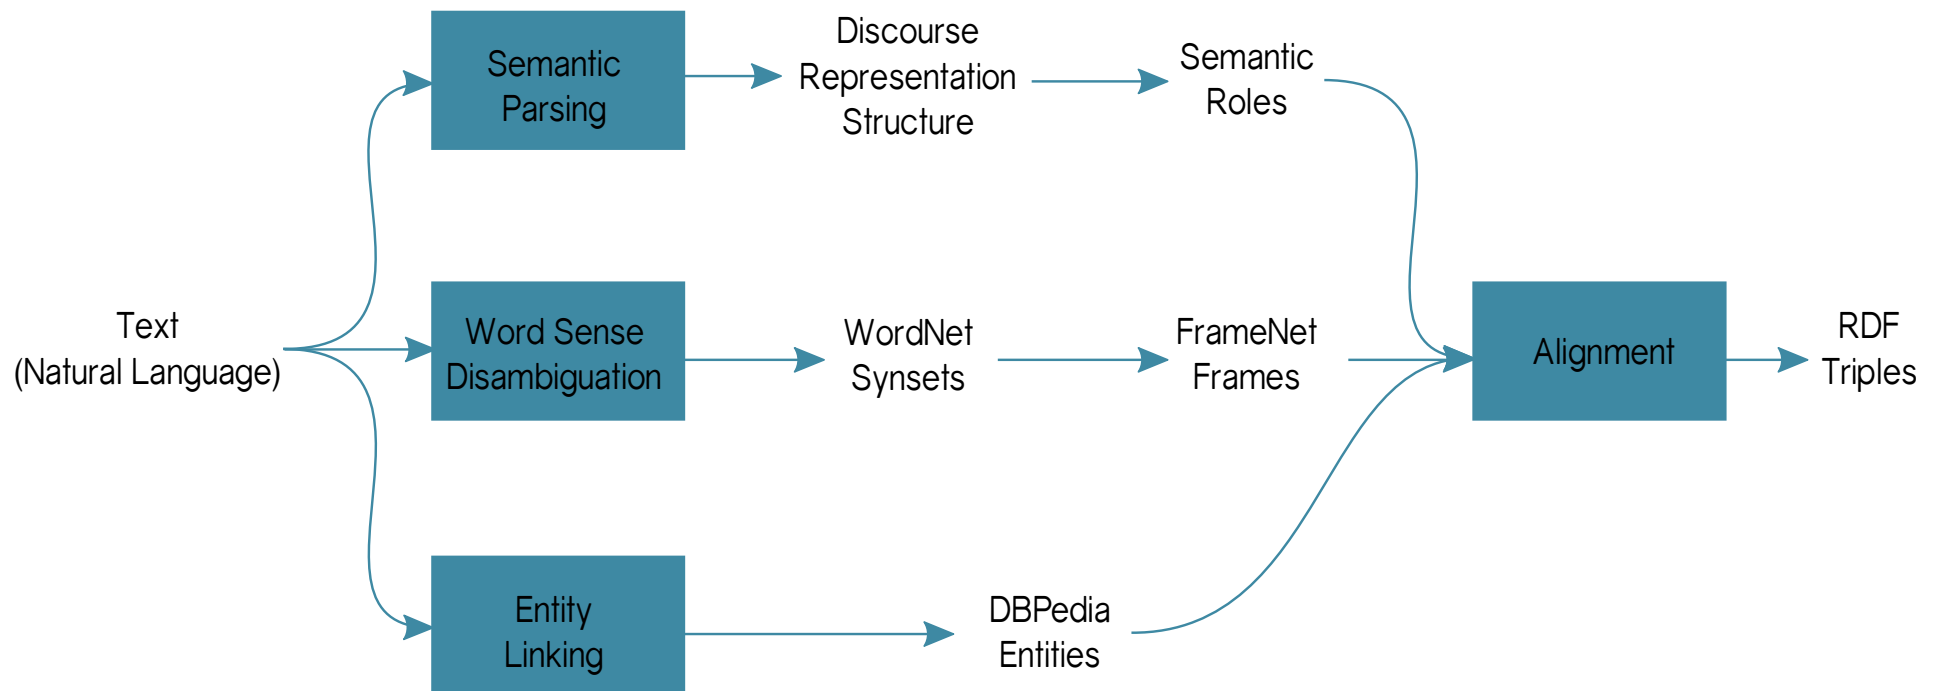 Text
(Natural Language)
Semantic
Parsing
Discourse
Representation
Structure
Semantic
Roles
Word Sense
Disambiguation
WordNet
Synsets
FrameNet
Frames
Entity
Linking
DBPedia
Entities
Alignment
RDF
Triples